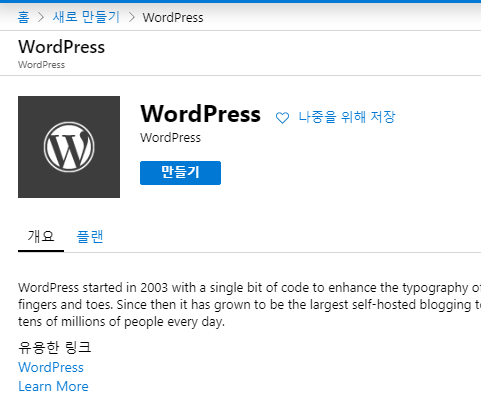 홈 > 새로 만들기 > WordPress
WordPress
WordPress
WordPress 나중을 위해 저장
WordPress
만들기
개요 플랜
WordPress started in 2003 with a single bit of code to enhance the typography of
fingers and toes. Since then it has grown to be the largest self-hosted blogging
tens of millions of people every day.
유용한 링크
WordPress
Learn More